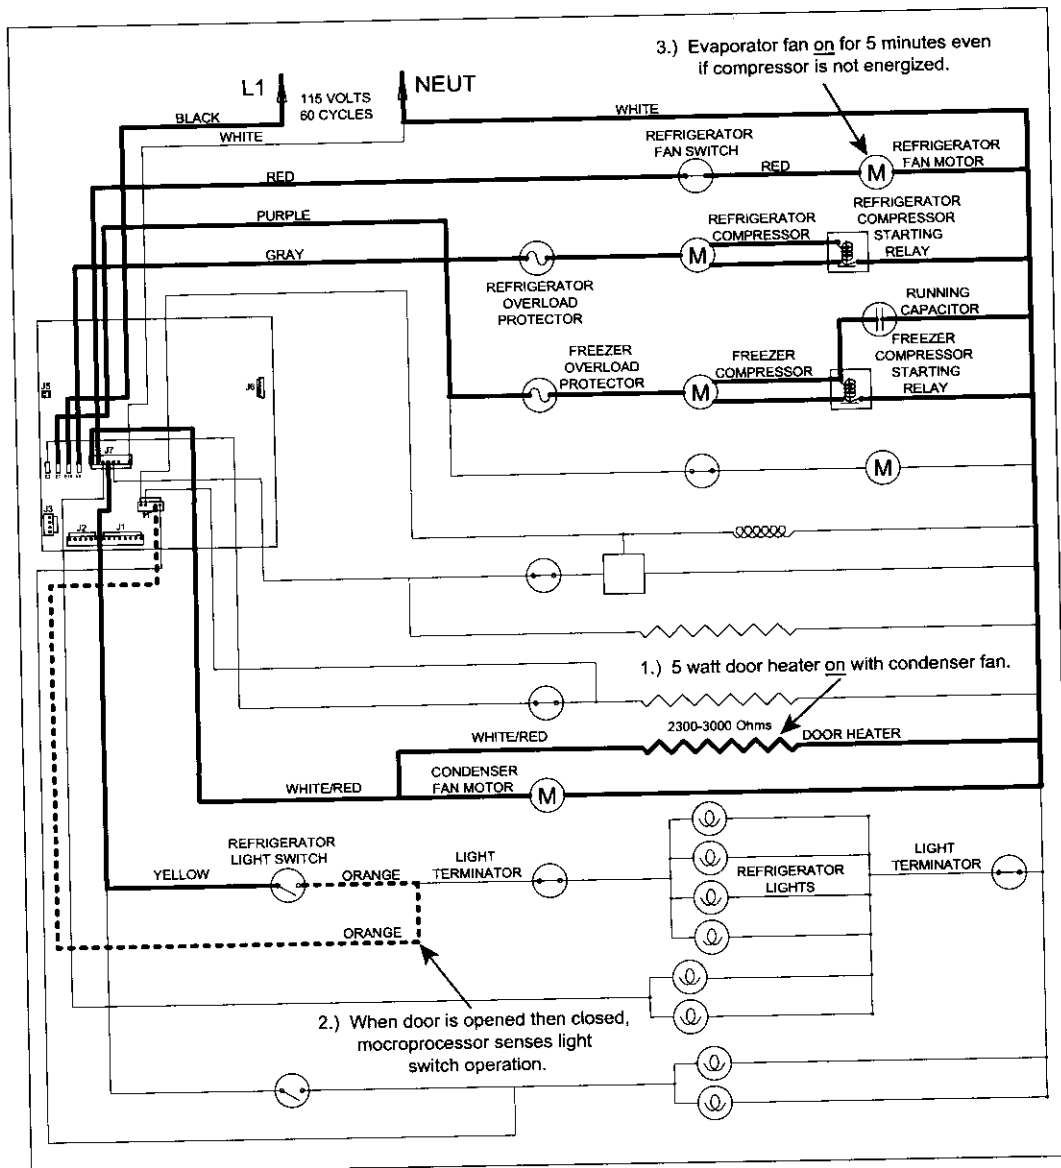 3.) Evaporator fan on for 5 minutes even
if compressor is not energized.
L1
NEUT
115 VOLTS
60 CYCLES
BLACK
WHITE
WHITE
REFRIGERATOR
FAN SWITCH
REFRIGERATOR
FAN MOTOR
RED
RED
M
PURPLE
REFRIGERATOR
COMPRESSOR
REFRIGERATOR
COMPRESSOR
STARTING
RELAY
GRAY
M
REFRIGERATOR
OVERLOAD
PROTECTOR
RUNNING
CAPACITOR
FREEZER
OVERLOAD
PROTECTOR
FREEZER
COMPRESSOR
FREEZER
COMPRESSOR
STARTING
RELAY
M
J5
J6
J7
M
J3
J2
J1
1.) 5 watt door heater on with condenser fan.
2300-3000 Ohms
WHITE/RED
DOOR HEATER
CONDENSER
FAN MOTOR
WHITE/RED
M
REFRIGERATOR
LIGHT SWITCH
YELLOW
ORANGE
LIGHT
TERMINATOR
REFRIGERATOR
LIGHTS
LIGHT
TERMINATOR
ORANGE
2.) When door is opened then closed,
mocroprocessor senses light
switch operation.